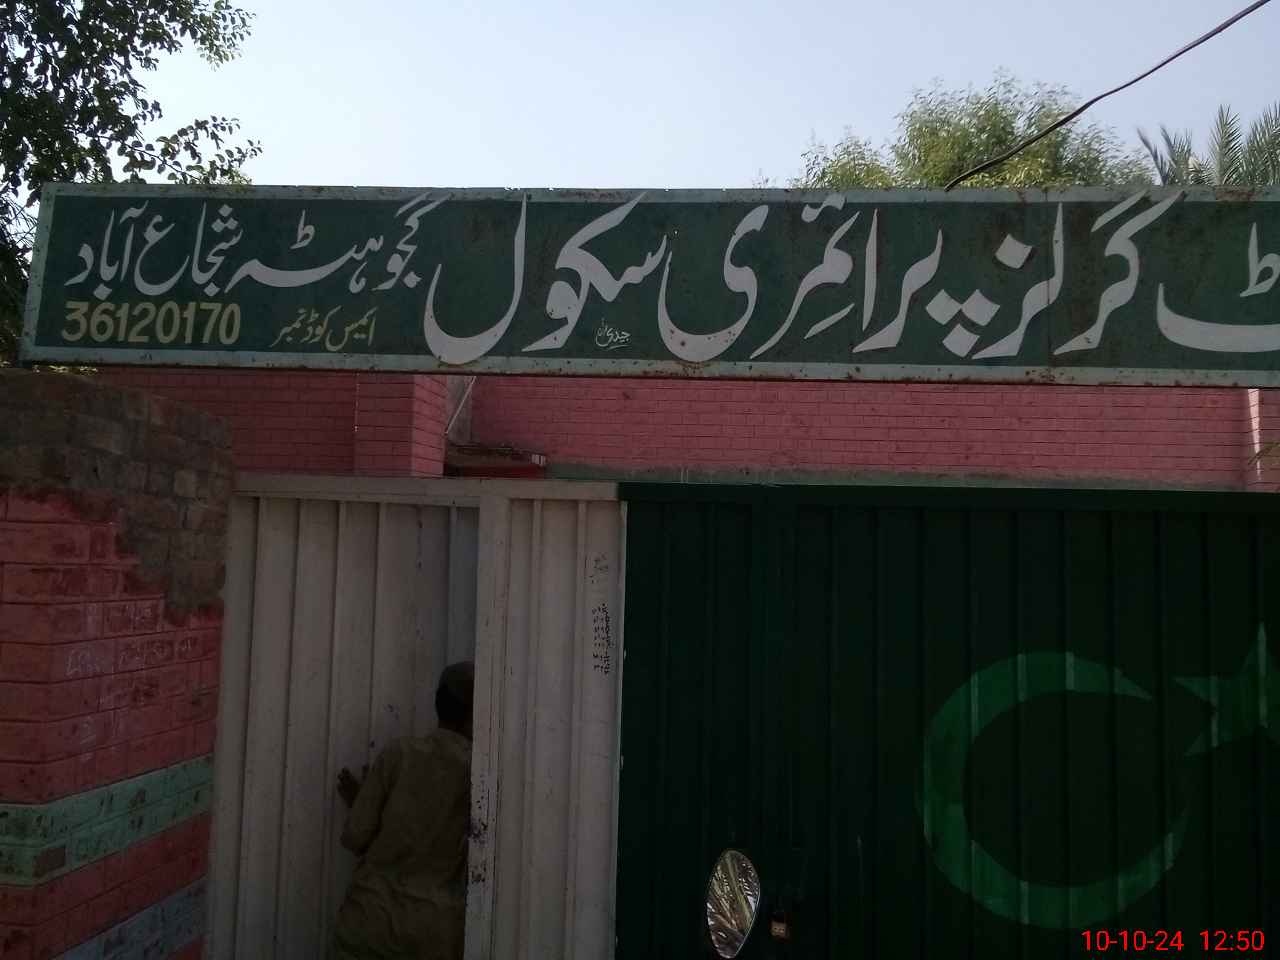 ٹ گرلز پرائمری سکول گجوہٹہ شجاع آباد
ایمس کوڈ نمبر 36120170
10-10-24 12:50